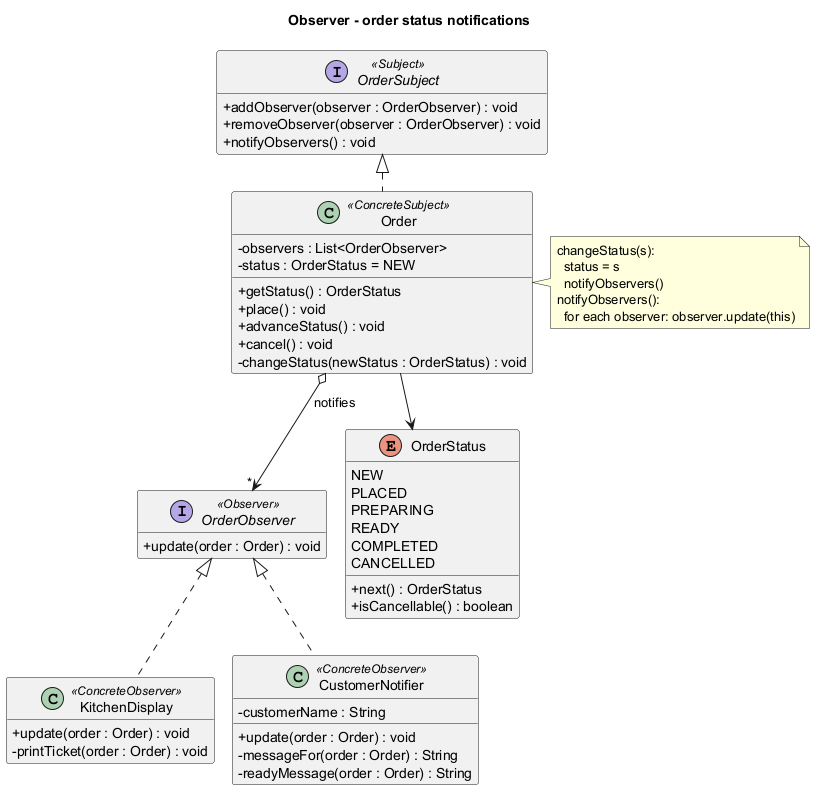 Observer - order status notifications
I
«Subject»
OrderSubject
+addObserver(observer : OrderObserver) : void
+removeObserver(observer : OrderObserver) : void
+notifyObservers() : void
C
«ConcreteSubject»
Order
-observers : List<OrderObserver>
-status : OrderStatus = NEW
+getStatus() : OrderStatus
+place() : void
+advanceStatus() : void
+cancel() : void
-changeStatus(newStatus : OrderStatus) : void
changeStatus(s):
status = s
notifyObservers()
notifyObservers():
for each observer: observer.update(this)
notifies
*
E
OrderStatus
NEW
PLACED
PREPARING
READY
COMPLETED
CANCELLED
+next() : OrderStatus
+isCancellable() : boolean
I
«Observer»
OrderObserver
+update(order : Order) : void
C
«ConcreteObserver»
KitchenDisplay
+update(order : Order) : void
-printTicket(order : Order) : void
C
«ConcreteObserver»
CustomerNotifier
-customerName : String
+update(order : Order) : void
-messageFor(order : Order) : String
-readyMessage(order : Order) : String